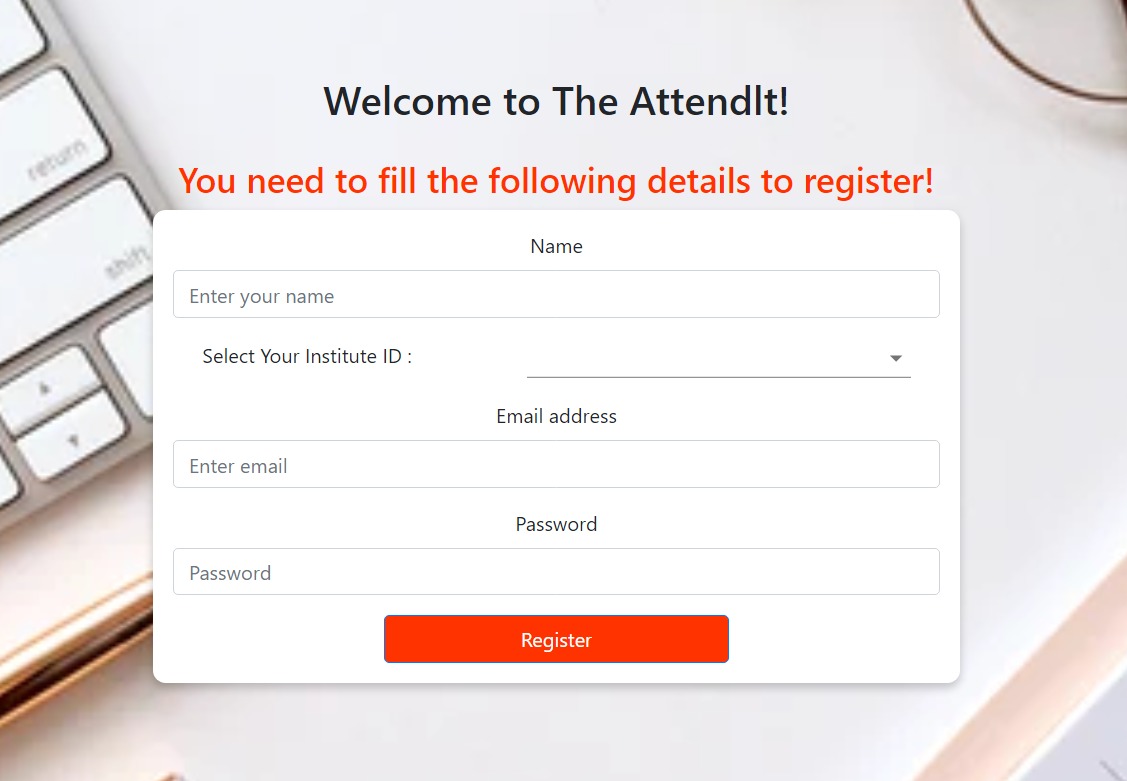 Welcome to The AttendIt!
You need to fill the following details to register!
return
shift
Name
Enter your name
Select Your Institute ID :
Email address
Enter email
Password
Password
Register